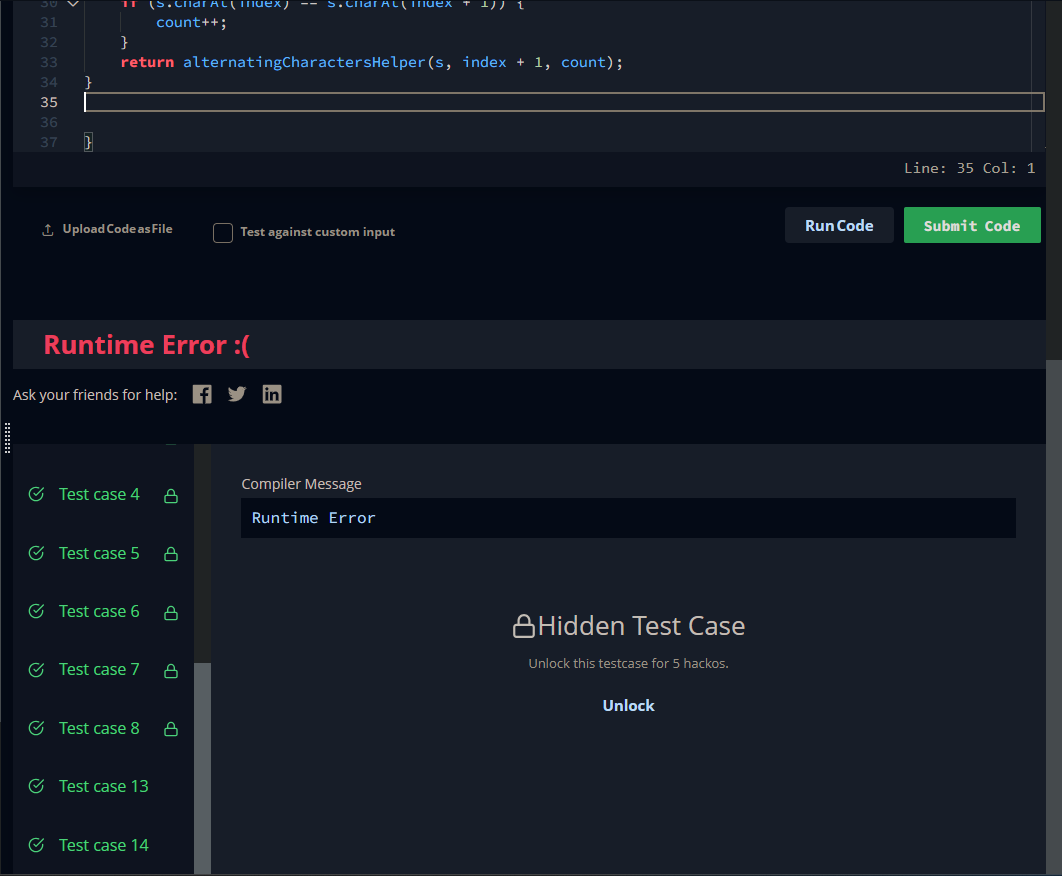 30 if (s.charAt(index) == s.charAt(index + 1)) {
31 count++;
32 }
33 return alternatingCharactersHelper(s, index + 1, count);
34 }
35
36
37 }
Line: 35 Col: 1
Upload Code as File
Test against custom input
Run Code
Submit Code
Runtime Error :(
Ask your friends for help:
Test case 4
Test case 5
Test case 6
Test case 7
Test case 8
Test case 13
Test case 14
Compiler Message
Runtime Error
Hidden Test Case
Unlock this testcase for 5 hackos.
Unlock